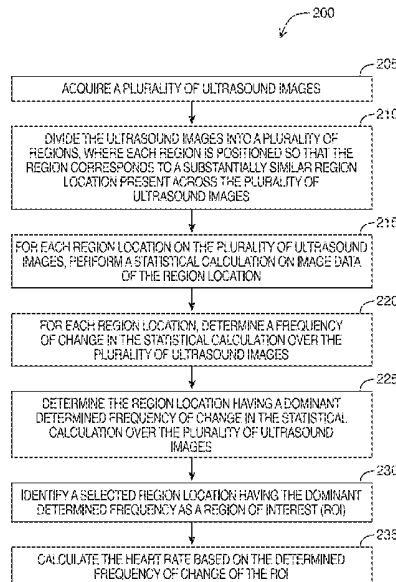 200
205
ACQUIRE A PLURALITY OF ULTRASOUND IMAGES
210
DIVIDE THE ULTRASOUND IMAGES INTO A PLURALITY OF
REGIONS, WHERE EACH REGION IS POSITIONED SO THAT THE
REGION CORRESPONDS TO A SUBSTANTIALLY SIMILAR REGION
LOCATION PRESENT ACROSS THE PLURALITY OF
ULTRASOUND IMAGES
215
FOR EACH REGION LOCATION ON THE PLURALITY OF ULTRASOUND
IMAGES, PERFORM A STATISTICAL CALCULATION ON IMAGE DATA
OF THE REGION LOCATION
220
FOR EACH REGION LOCATION, DETERMINE A FREQUENCY
OF CHANGE IN THE STATISTICAL CALCULATION OVER THE
PLURALITY OF ULTRASOUND IMAGES
225
DETERMINE THE REGION LOCATION HAVING A DOMINANT
DETERMINED FREQUENCY OF CHANGE IN THE STATISTICAL
CALCULATION OVER THE PLURALITY OF ULTRASOUND
IMAGES
230
IDENTIFY A SELECTED REGION LOCATION HAVING THE DOMINANT
DETERMINED FREQUENCY AS A REGION OF INTEREST (ROI)
235
CALCULATE THE HEART RATE BASED ON THE DETERMINED
FREQUENCY OF CHANGE OF THE ROI